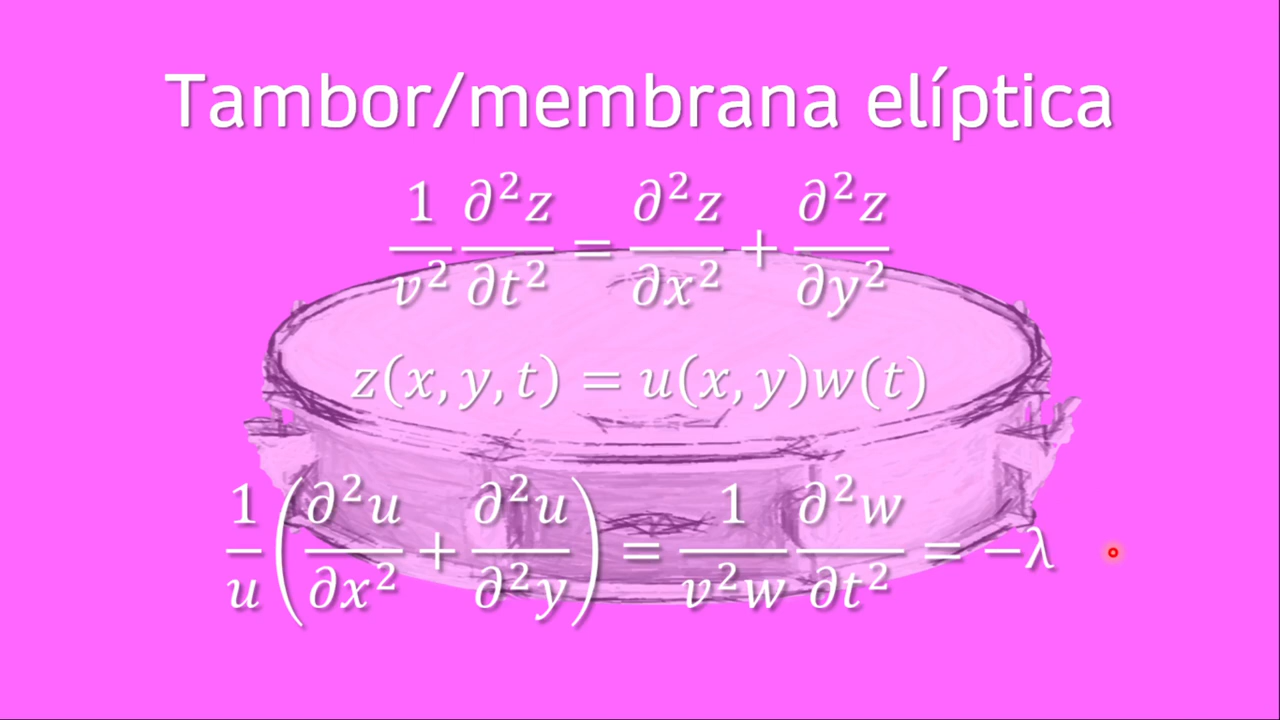 Tambor/membrana elíptica
1/v² ∂²z/∂t² = ∂²z/∂x² + ∂²z/∂y²
z(x, y, t) = u(x, y)w(t)
1/u (∂²u/∂x² + ∂²u/∂²y) = 1/v²w ∂²w/∂t² = −λ